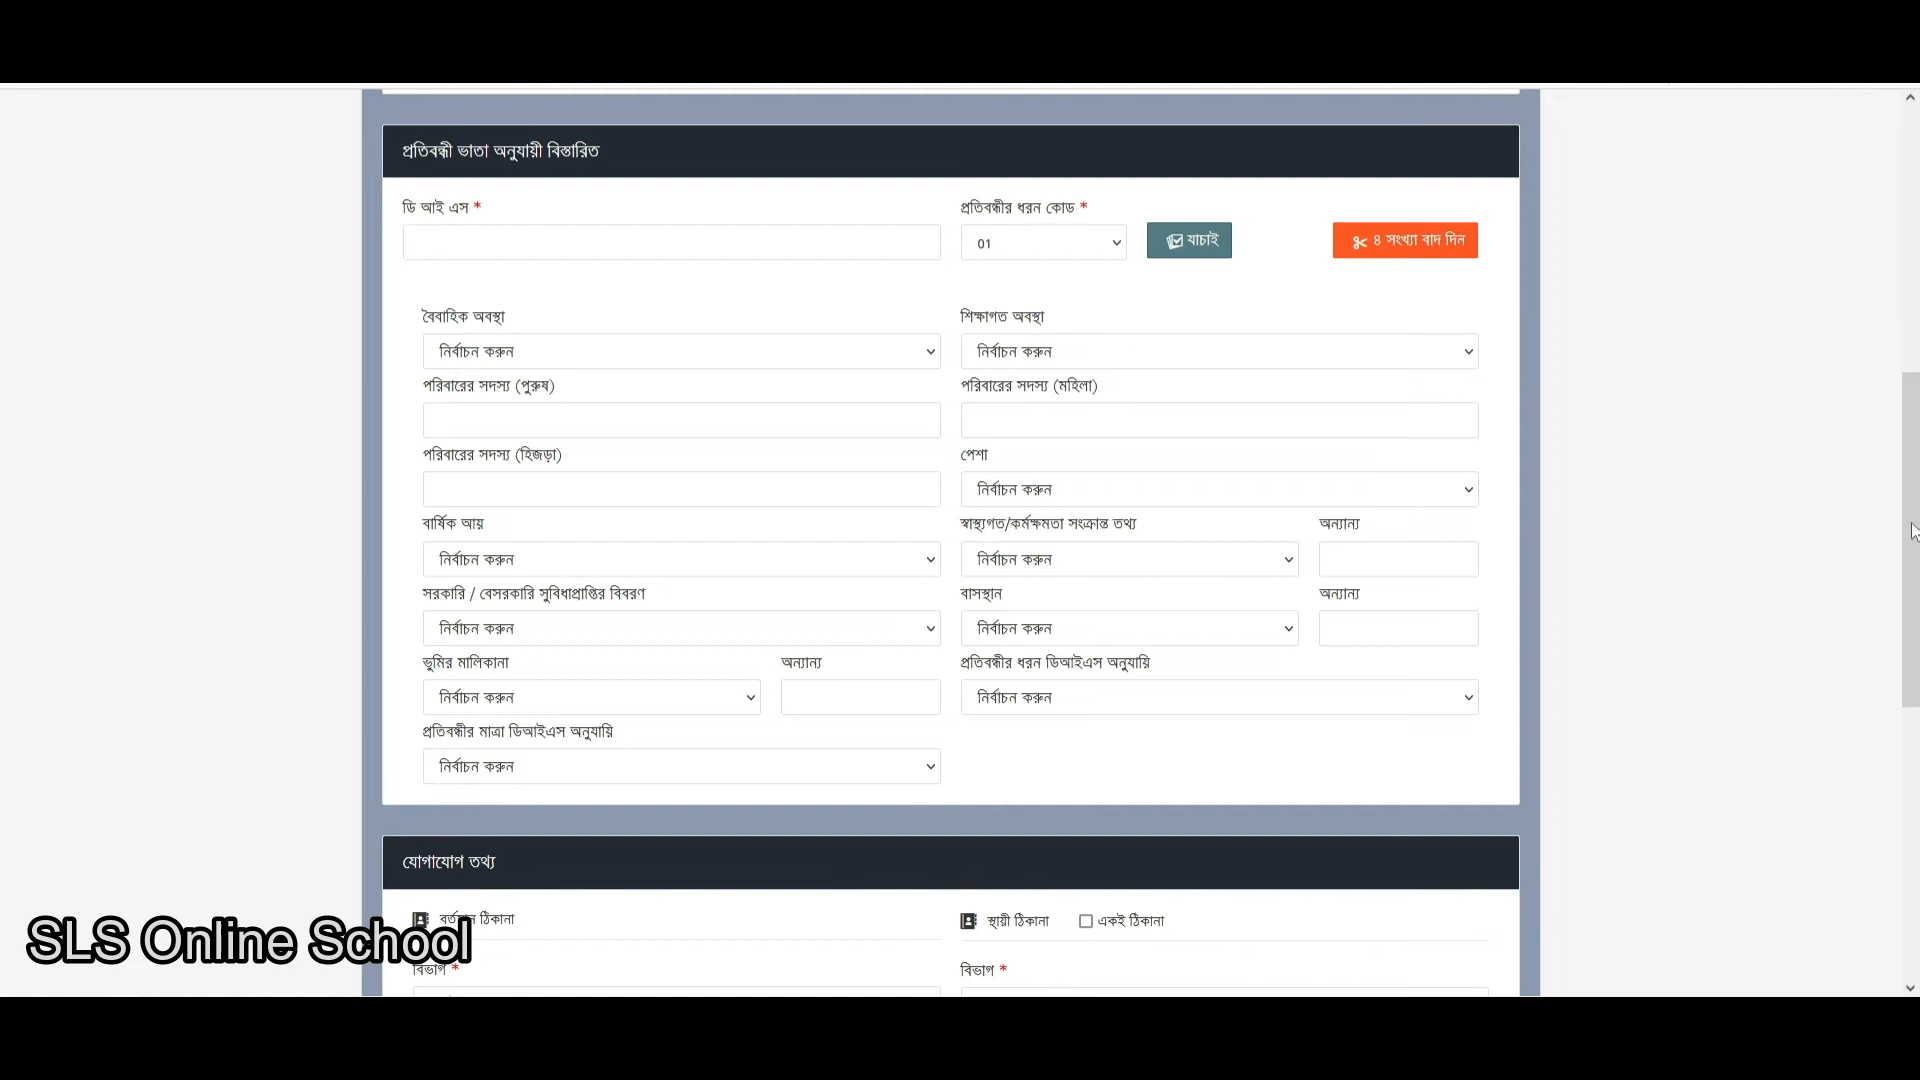 প্রতিবন্ধী ভাতা অনুযায়ী বিস্তারিত
ডি আই এস *
প্রতিবন্ধীর ধরন কোড *
01
যাচাই
৪ সংখ্যা বাদ দিন
বৈবাহিক অবস্থা
শিক্ষাগত অবস্থা
নির্বাচন করুন
নির্বাচন করুন
পরিবারের সদস্য (পুরুষ)
পরিবারের সদস্য (মহিলা)
পরিবারের সদস্য (হিজড়া)
পেশা
নির্বাচন করুন
বার্ষিক আয়
স্বাস্থ্যগত/কর্মক্ষমতা সংক্রান্ত তথ্য
অন্যান্য
নির্বাচন করুন
নির্বাচন করুন
সরকারি / বেসরকারি সুবিধাপ্রাপ্তির বিবরণ
বাসস্থান
অন্যান্য
নির্বাচন করুন
নির্বাচন করুন
ভুমির মালিকানা
অন্যান্য
প্রতিবন্ধীর ধরন ডিআইএস অনুযায়ি
নির্বাচন করুন
নির্বাচন করুন
প্রতিবন্ধীর মাত্রা ডিআইএস অনুযায়ি
নির্বাচন করুন
যোগাযোগ তথ্য
বর্তমান ঠিকানা
স্থায়ী ঠিকানা
একই ঠিকানা
SLS Online School
বিভাগ *
বিভাগ *